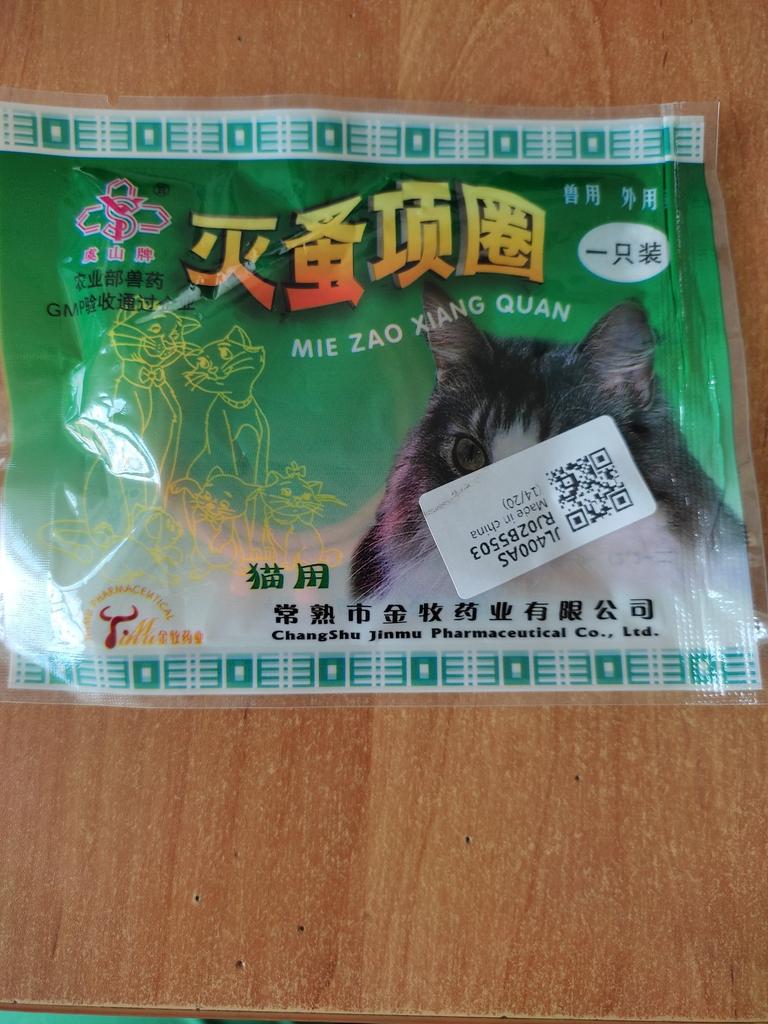 兽用 外用
灭蚤项圈
一只装
MIE ZAO XIANG QUAN
虞山牌
农业部兽药
GMP验收通过企业
JL400AS
RJ02B5503
Made in china
(14/20)
猫用
PHARMACEUTICAL
金牧药业
常熟市金牧药业有限公司
ChangShu Jinmu Pharmaceutical Co., Ltd.